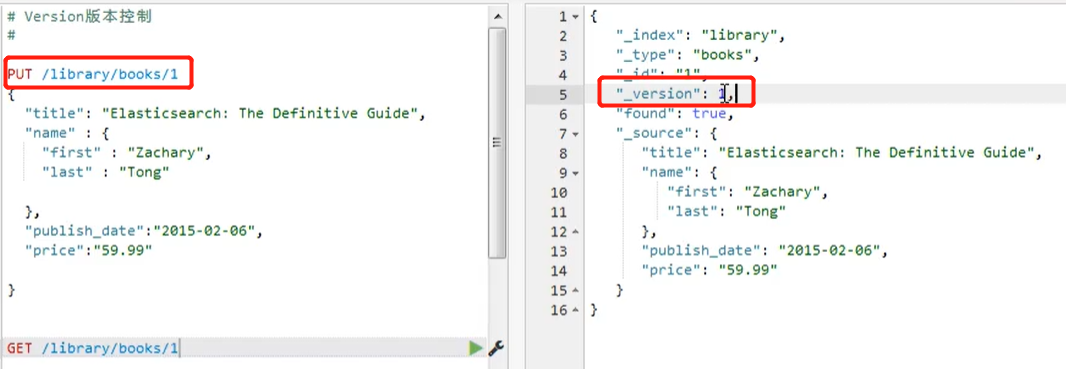 # Version版本控制
#
PUT /library/books/1
{
"title": "Elasticsearch: The Definitive Guide",
"name" : {
"first" : "Zachary",
"last" : "Tong"
},
"publish_date":"2015-02-06",
"price":"59.99"
}
GET /library/books/1
1 {
2 "_index": "library",
3 "_type": "books",
4 "_id": "1",
5 "_version": 1,
6 "found": true,
7 "_source": {
8 "title": "Elasticsearch: The Definitive Guide",
9 "name": {
10 "first": "Zachary",
11 "last": "Tong"
12 },
13 "publish_date": "2015-02-06",
14 "price": "59.99"
15 }
16 }